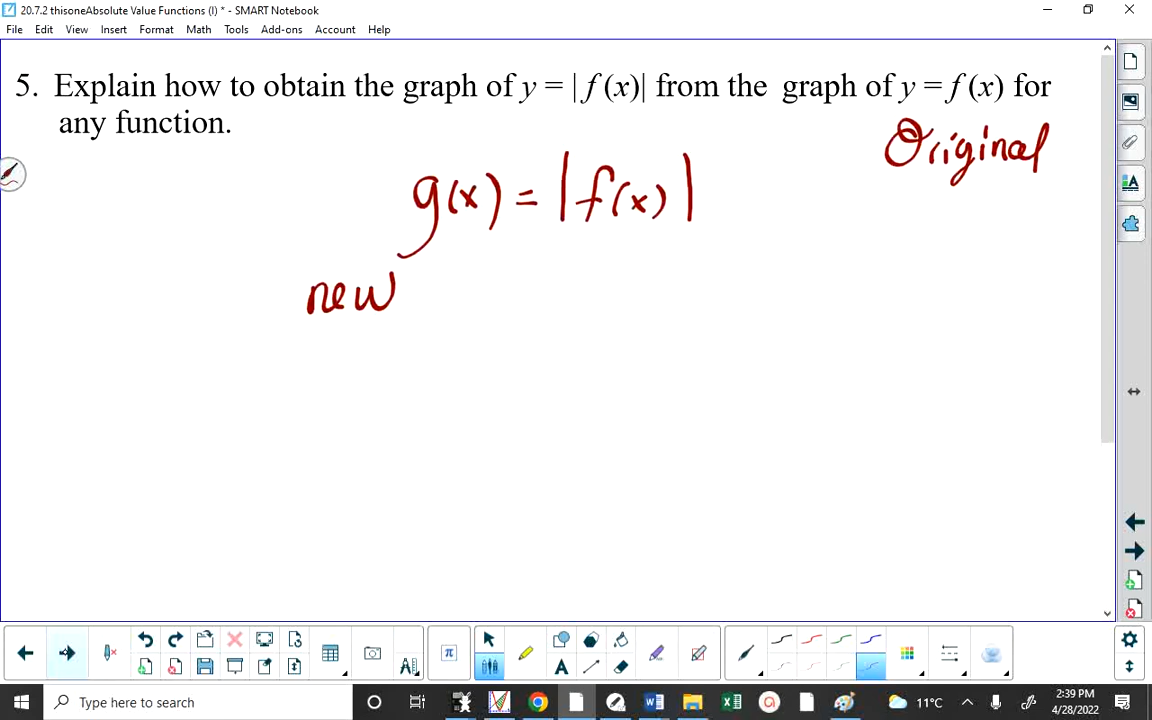 20.7.2 thisoneAbsolute Value Functions (I) * - SMART Notebook
File Edit View Insert Format Math Tools Add-ons Account Help
5. Explain how to obtain the graph of y = | f (x)| from the graph of y = f (x) for
any function.
Original
g(x) = |f(x)|
new
π
A
Type here to search
11°C
2:39 PM
4/28/2022